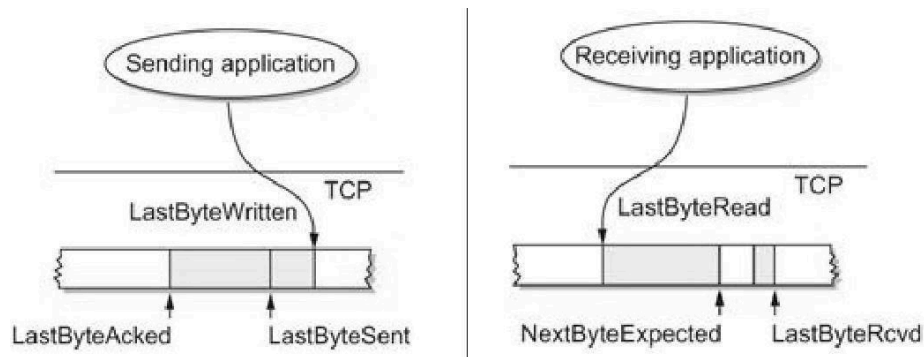 Sending application
TCP
LastByteWritten
LastByteAcked
LastByteSent
Receiving application
TCP
LastByteRead
NextByteExpected
LastByteRcvd